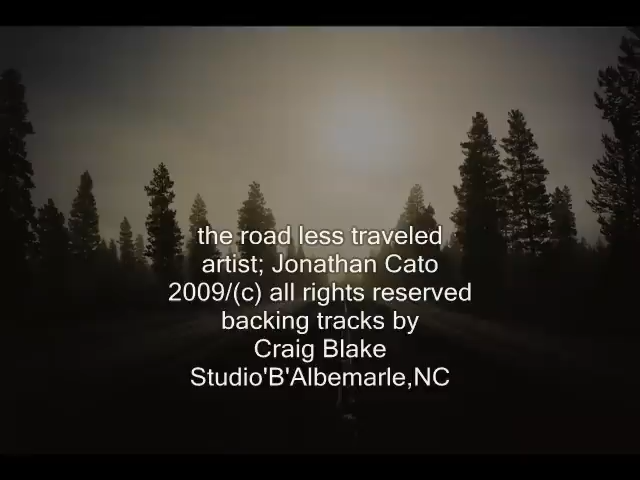 the road less traveled
artist; Jonathan Cato
2009/(c) all rights reserved
backing tracks by
Craig Blake
Studio'B'Albemarle,NC